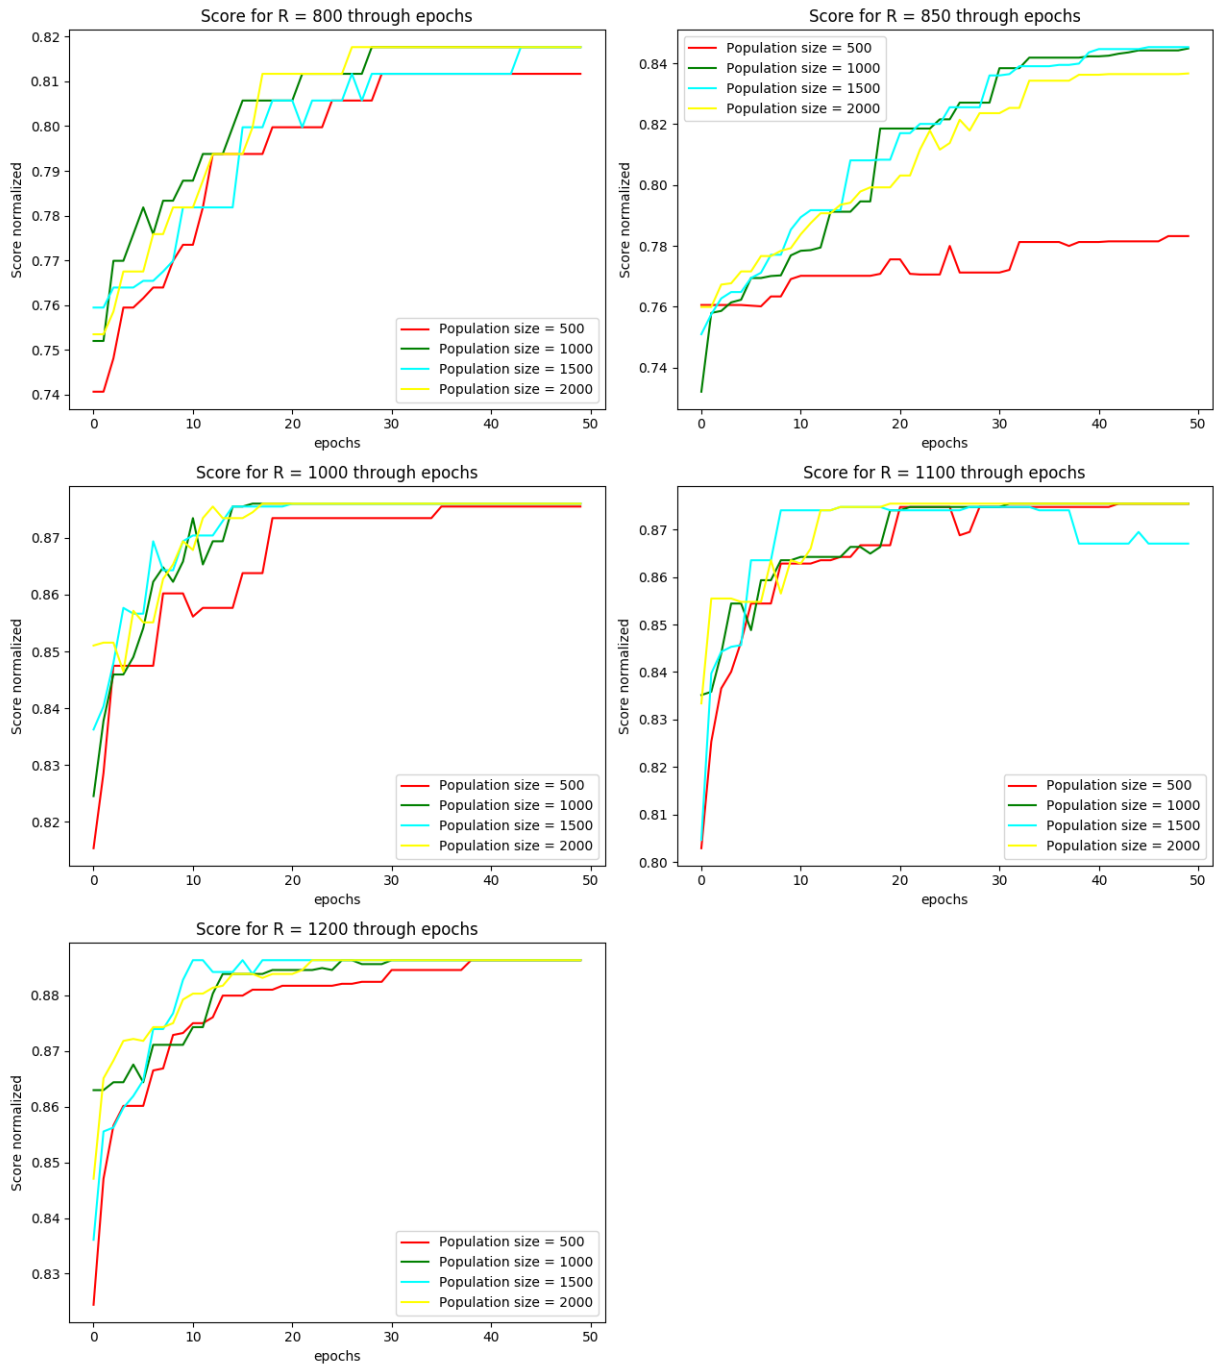 Score for R = 800 through epochs
Score normalized
0.82
0.81
0.80
0.79
0.78
0.77
0.76
0.75
0.74
Population size = 500
Population size = 1000
Population size = 1500
Population size = 2000
0 10 20 30 40 50
epochs
Score for R = 850 through epochs
Population size = 500
Population size = 1000
Population size = 1500
Population size = 2000
Score normalized
0.84
0.82
0.80
0.78
0.76
0.74
0 10 20 30 40 50
epochs
Score for R = 1000 through epochs
Score normalized
0.87
0.86
0.85
0.84
0.83
0.82
Population size = 500
Population size = 1000
Population size = 1500
Population size = 2000
0 10 20 30 40 50
epochs
Score for R = 1100 through epochs
Score normalized
0.87
0.86
0.85
0.84
0.83
0.82
0.81
0.80
Population size = 500
Population size = 1000
Population size = 1500
Population size = 2000
0 10 20 30 40 50
epochs
Score for R = 1200 through epochs
Score normalized
0.88
0.87
0.86
0.85
0.84
0.83
Population size = 500
Population size = 1000
Population size = 1500
Population size = 2000
0 10 20 30 40 50
epochs